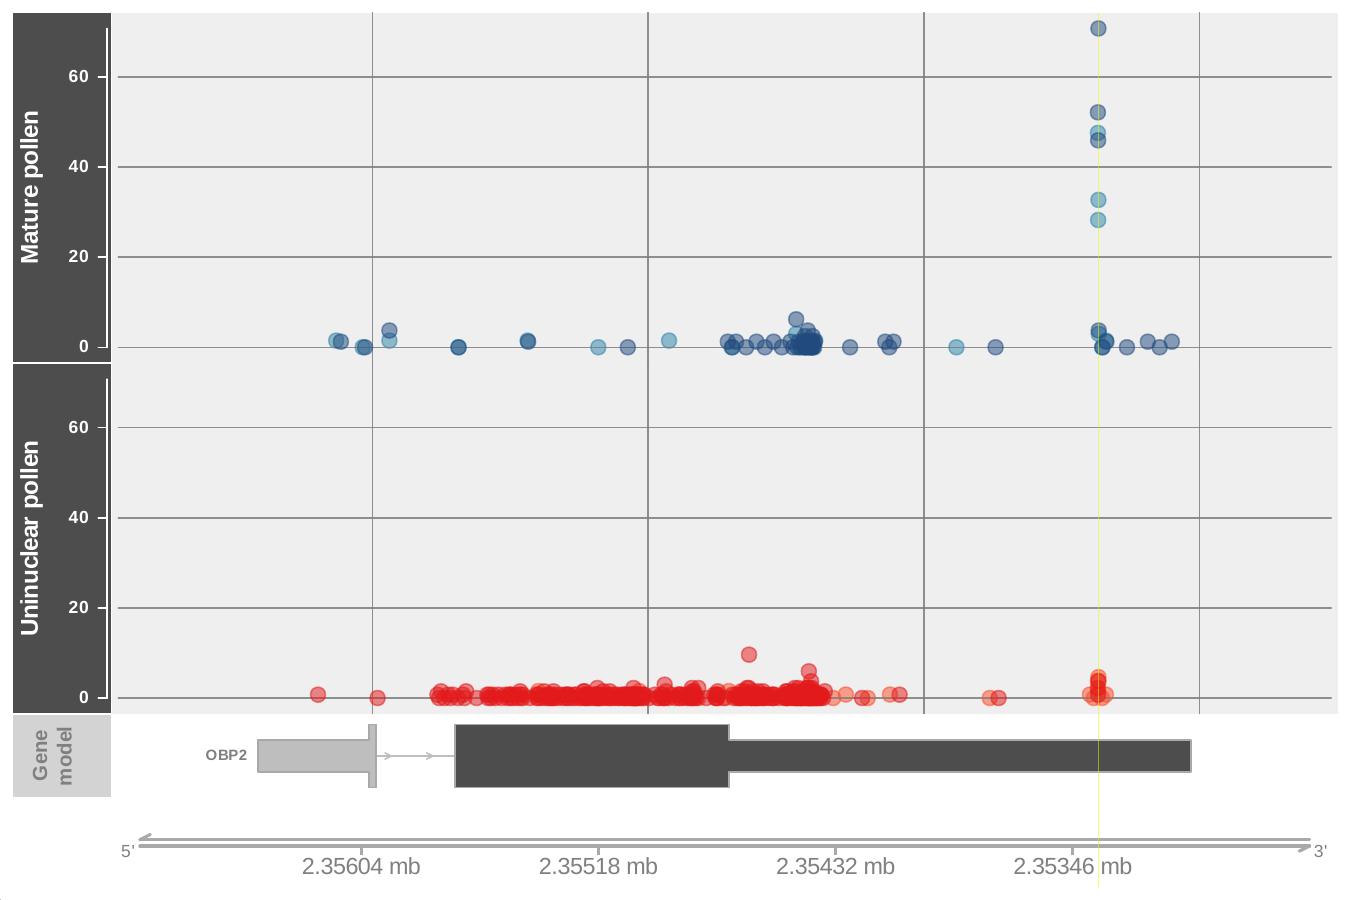 Mature pollen
60
40
20
0
Uninuclear pollen
60
40
20
0
Gene
model
OBP2
5'
3'
2.35604 mb
2.35518 mb
2.35432 mb
2.35346 mb